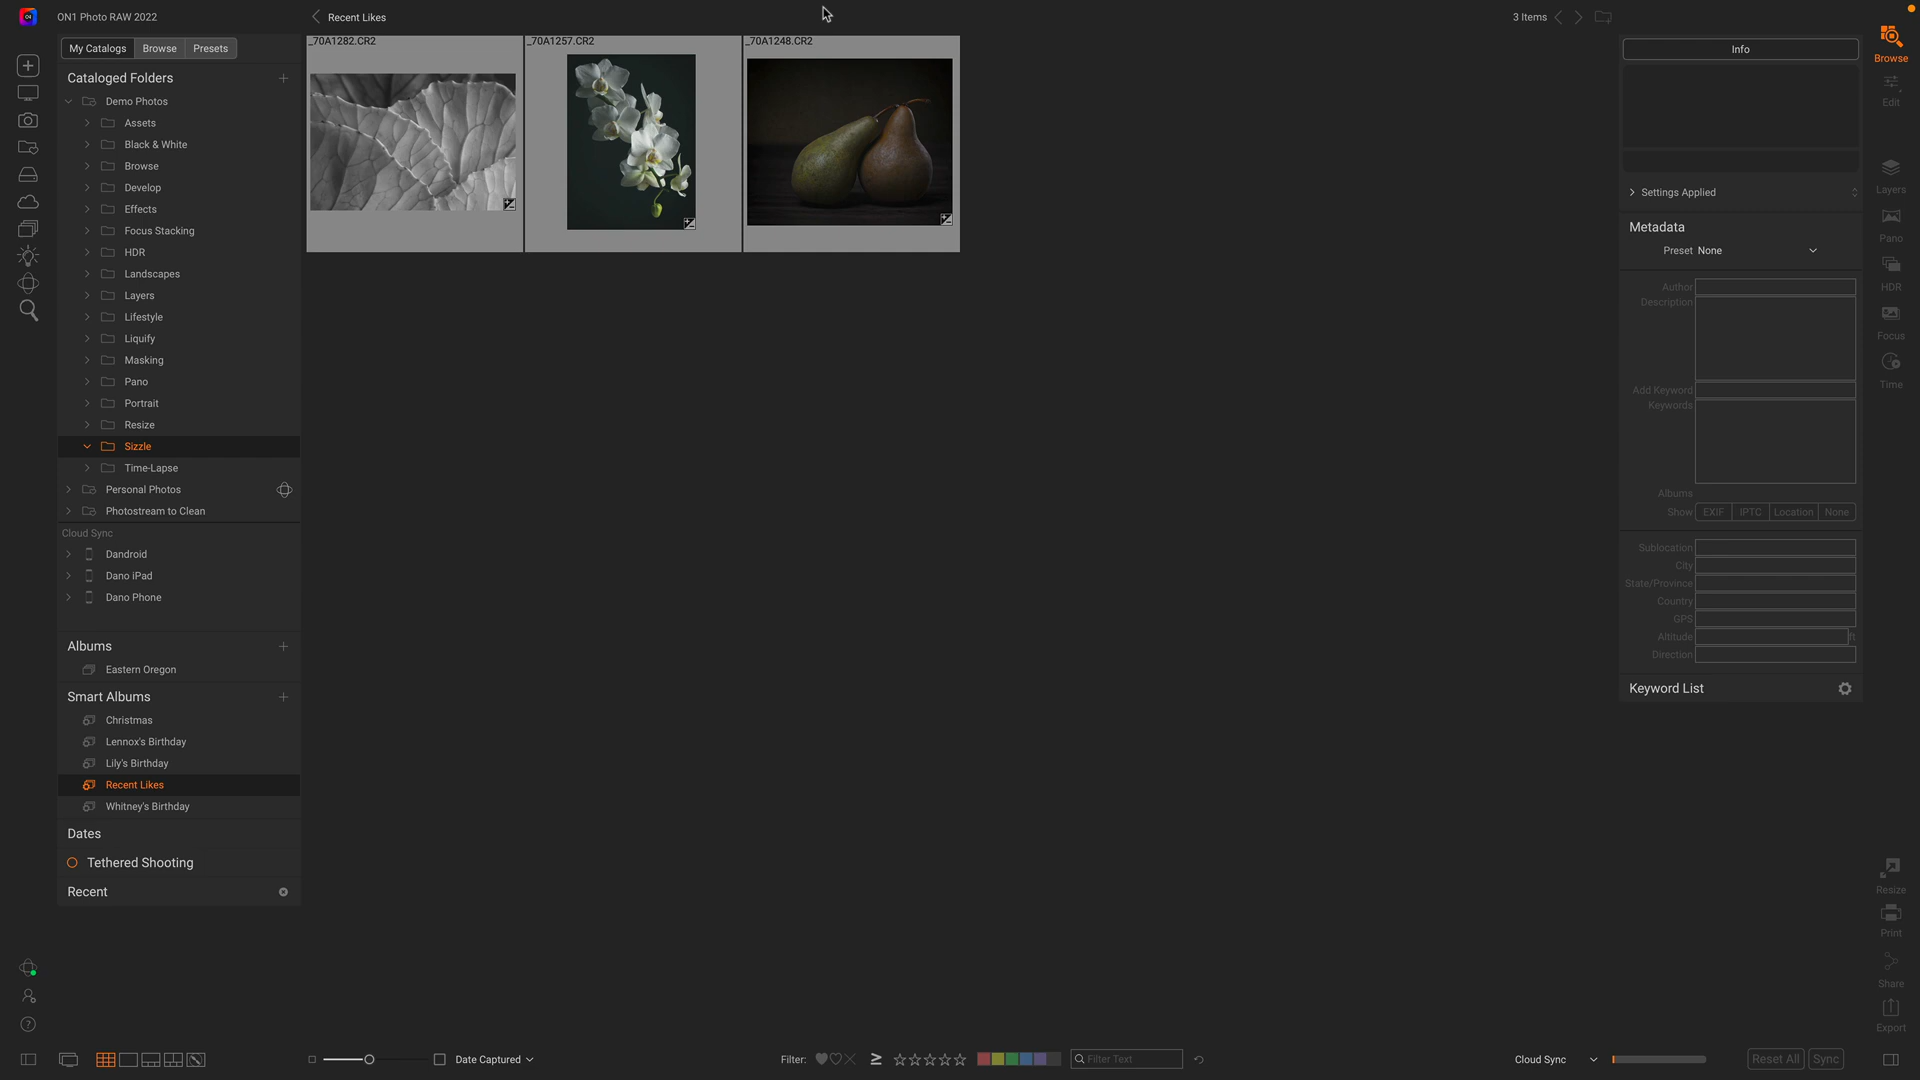 ON1 Photo RAW 2022
Recent Likes
3 Items
My Catalogs
Browse
Presets
Cataloged Folders
Demo Photos
Assets
Black & White
Browse
Develop
Effects
Focus Stacking
HDR
Landscapes
Layers
Lifestyle
Liquify
Masking
Pano
Portrait
Resize
Sizzle
Time-Lapse
Personal Photos
Photostream to Clean
Cloud Sync
Dandroid
Dano iPad
Dano Phone
Albums
Eastern Oregon
Smart Albums
Christmas
Lennox's Birthday
Lily's Birthday
Recent Likes
Whitney's Birthday
Dates
Tethered Shooting
Recent
_70A1282.CR2
_70A1257.CR2
_70A1248.CR2
Date Captured
Filter:
Filter Text
Info
Settings Applied
Metadata
Preset None
Author
Description
Add Keyword
Keywords
Albums
Show EXIF IPTC Location None
Sublocation
City
State/Province
Country
GPS
Altitude ft
Direction
Keyword List
Cloud Sync
Reset All
Sync
Browse
Edit
Layers
Pano
HDR
Focus
Time
Resize
Print
Share
Export